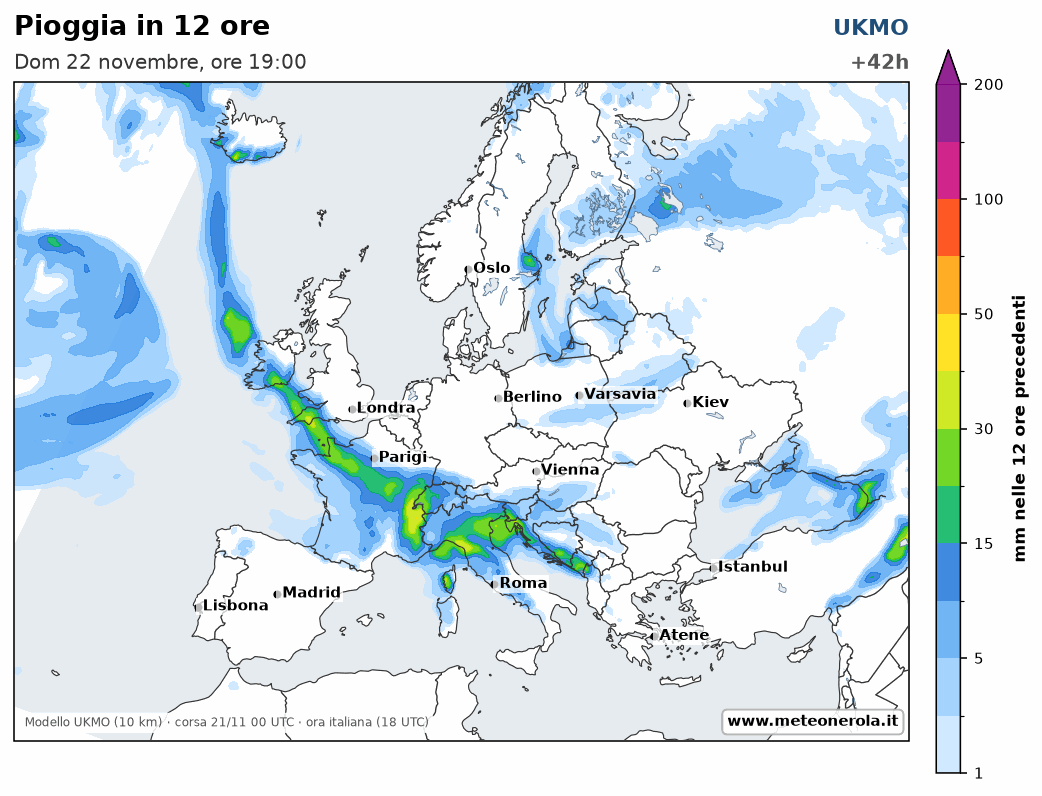 Pioggia in 12 ore
UKMO
Dom 22 novembre, ore 19:00
+42h
200
100
50
30
15
5
1
mm nelle 12 ore precedenti
Oslo
Londra
Berlino
Varsavia
Kiev
Parigi
Vienna
Istanbul
Roma
Madrid
Lisbona
Atene
Modello UKMO (10 km) · corsa 21/11 00 UTC · ora italiana (18 UTC)
www.meteonerola.it